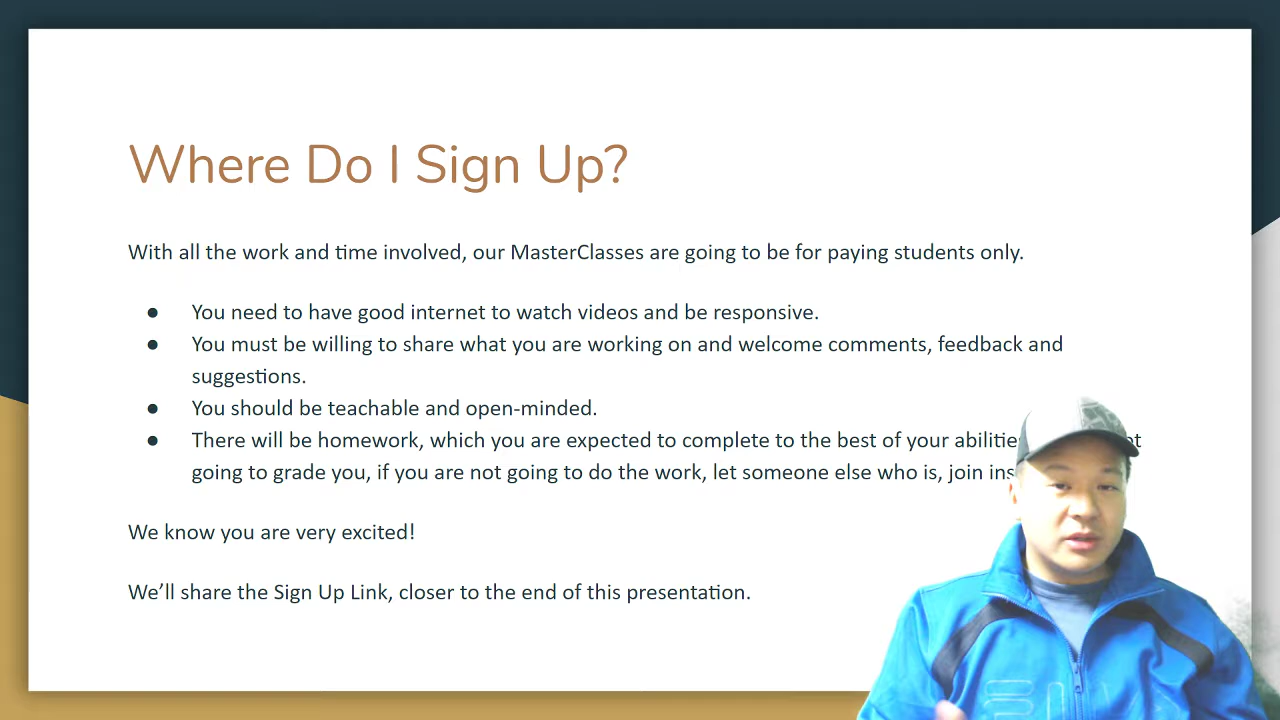 Where Do I Sign Up?
With all the work and time involved, our MasterClasses are going to be for paying students only.
● You need to have good internet to watch videos and be responsive.
● You must be willing to share what you are working on and welcome comments, feedback and
suggestions.
● You should be teachable and open-minded.
● There will be homework, which you are expected to complete to the best of your
going to grade you, if you are not going to do the work, let someone else who is, join
We know you are very excited!
We’ll share the Sign Up Link, closer to the end of this presentation.